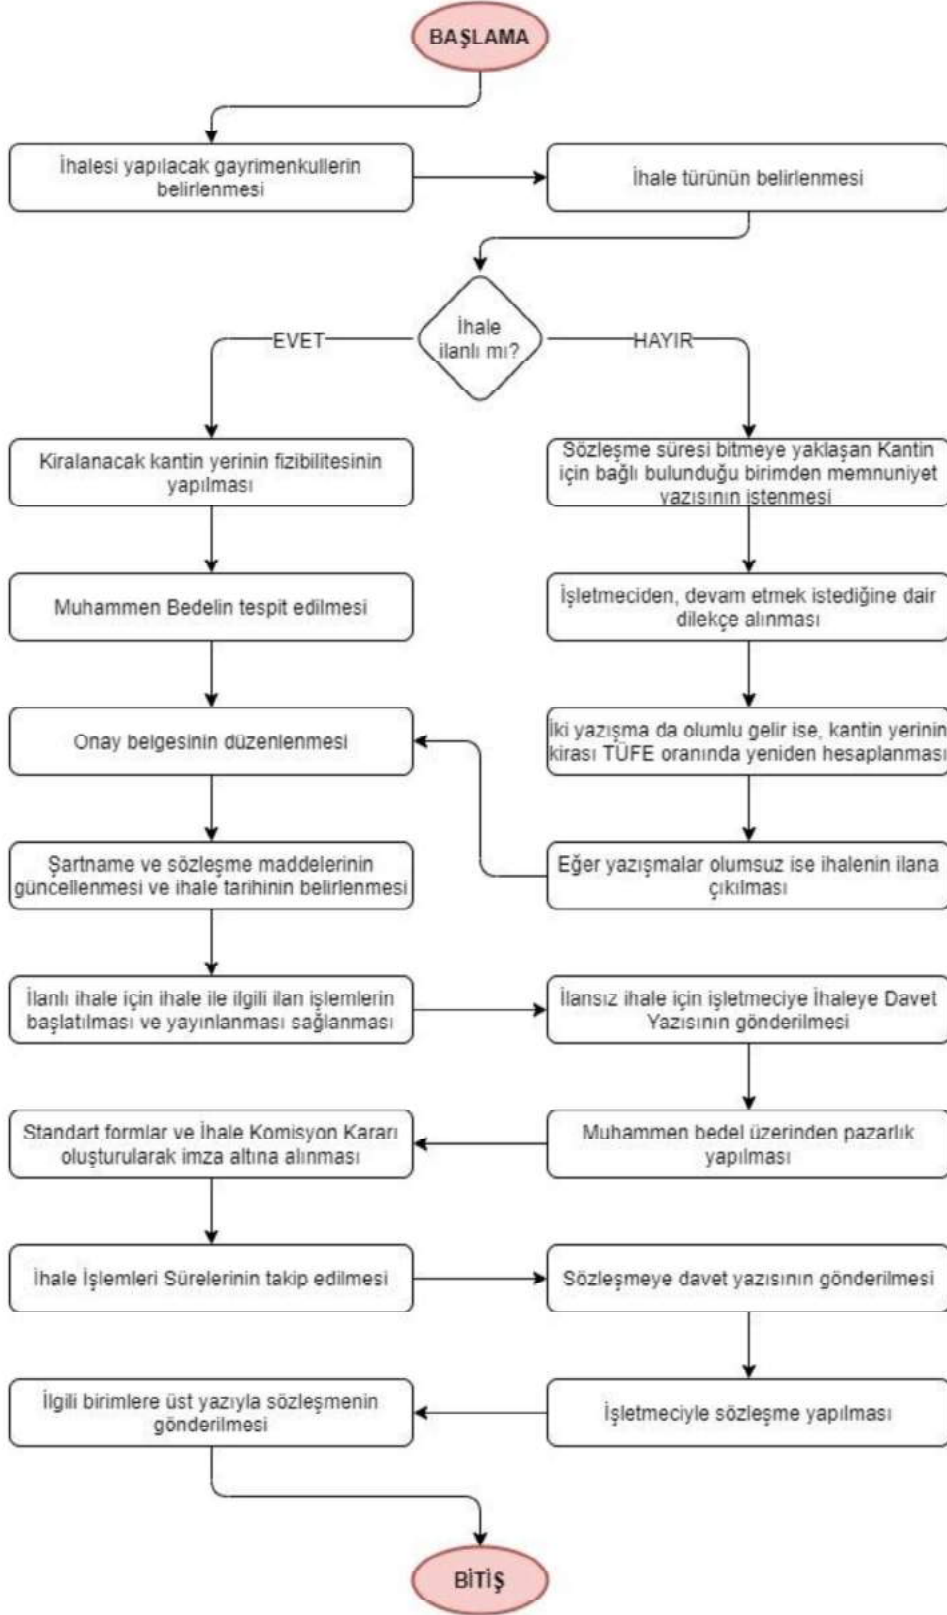 BAŞLAMA
İhalesi yapılacak gayrimenkullerin
belirlenmesi
İhale türünün belirlenmesi
İhale
ilanlı mı?
EVET
HAYIR
Kiralanacak kantin yerinin fizibilitesinin
yapılması
Sözleşme süresi bitmeye yaklaşan Kantin
için bağlı bulunduğu birimden memnuniyet
yazısının istenmesi
Muhammen Bedelin tespit edilmesi
İşletmeciden, devam etmek istediğine dair
dilekçe alınması
Onay belgesinin düzenlenmesi
İki yazışma da olumlu gelir ise, kantin yerinin
kirası TÜFE oranında yeniden hesaplanması
Şartname ve sözleşme maddelerinin
güncellenmesi ve ihale tarihinin belirlenmesi
Eğer yazışmalar olumsuz ise ihalenin ilana
çıkılması
İlanlı ihale için ihale ile ilgili ilan işlemlerin
başlatılması ve yayınlanması sağlanması
İlansız ihale için işletmeciye İhaleye Davet
Yazısının gönderilmesi
Standart formlar ve İhale Komisyon Kararı
oluşturularak imza altına alınması
Muhammen bedel üzerinden pazarlık
yapılması
İhale İşlemleri Sürelerinin takip edilmesi
Sözleşmeye davet yazısının gönderilmesi
İlgili birimlere üst yazıyla sözleşmenin
gönderilmesi
İşletmeciyle sözleşme yapılması
BİTİŞ